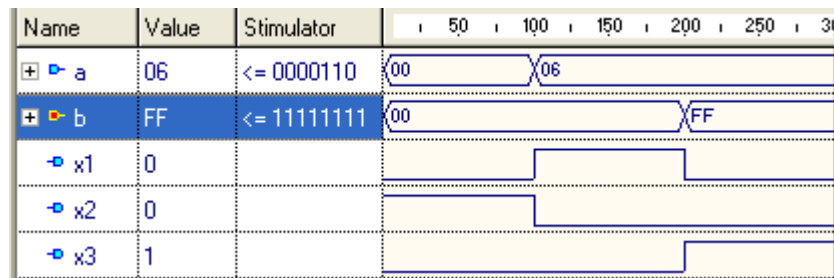 Name Value Stimulator 50 100 150 200 250 30
a 06 <= 0000110 00 06
b FF <= 11111111 00 FF
x1 0
x2 0
x3 1